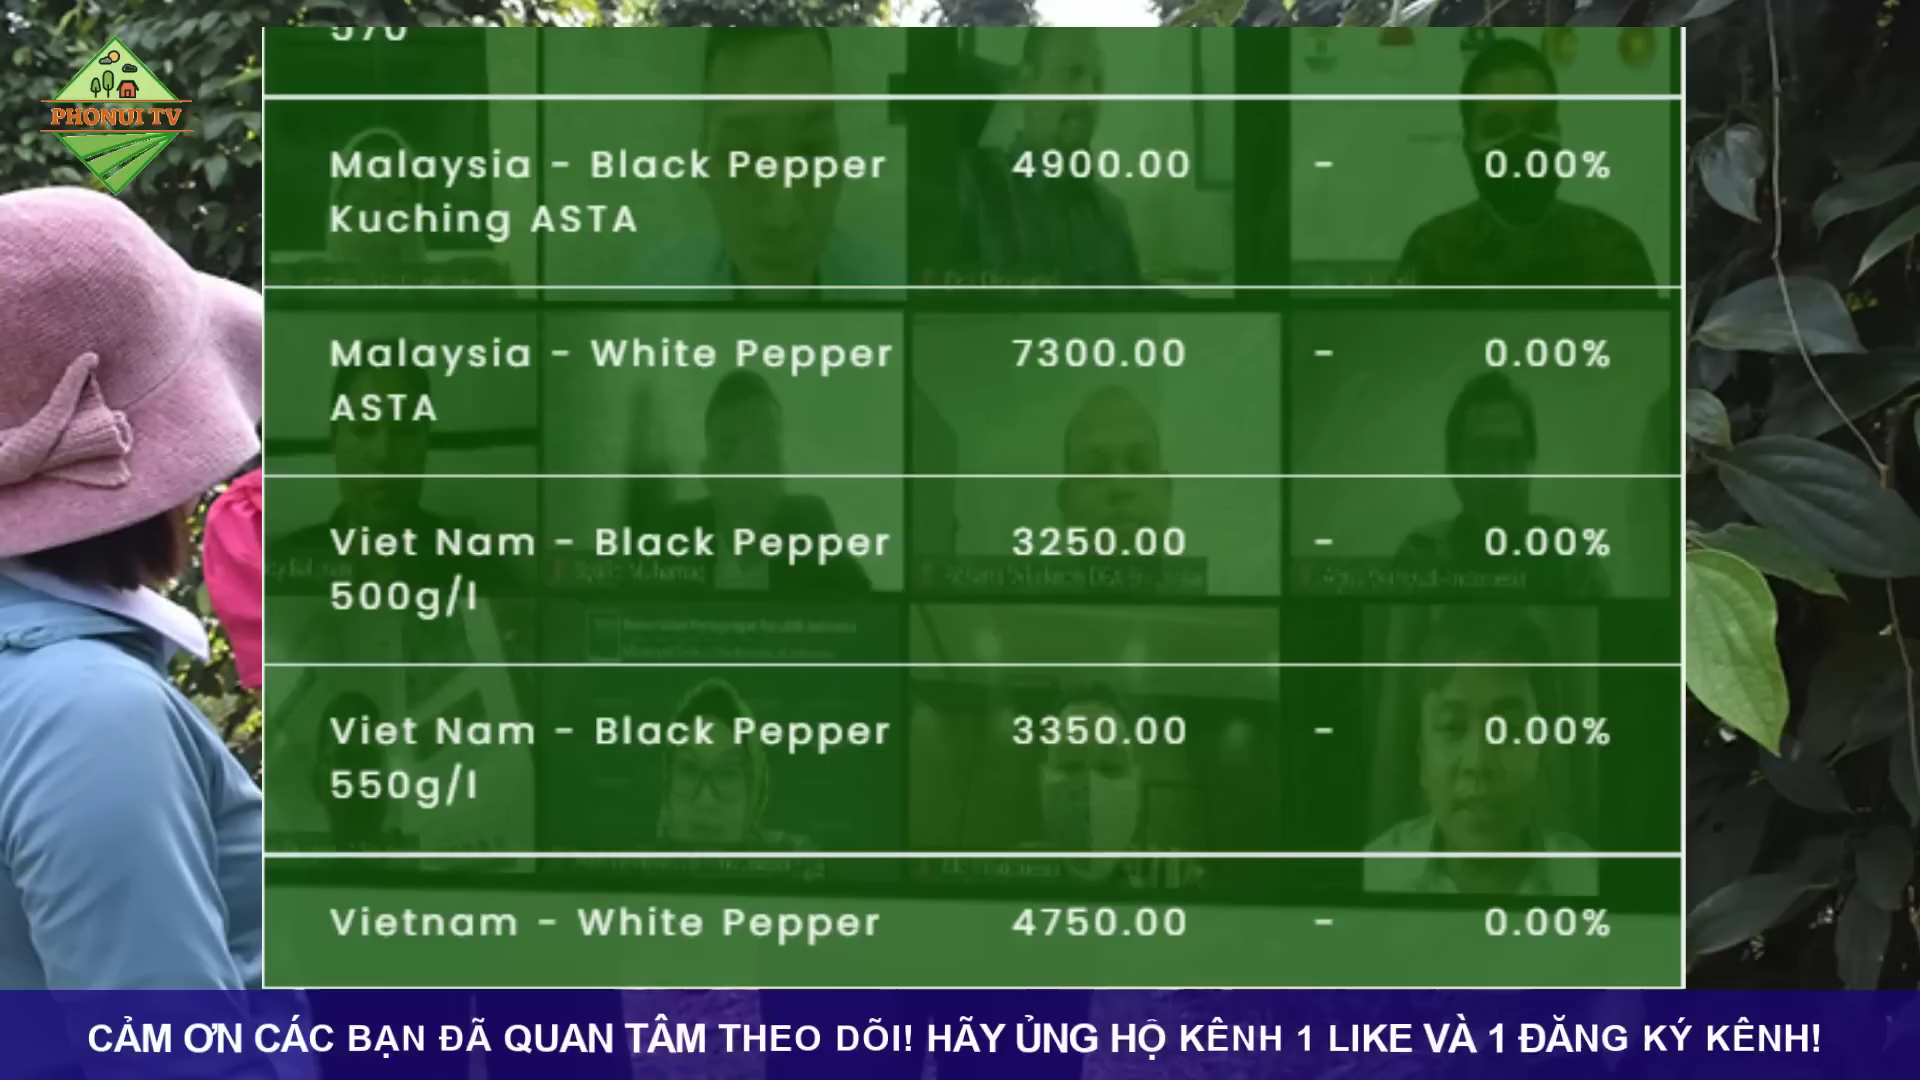 PHONUI TV
570
Malaysia - Black Pepper 4900.00 - 0.00%
Kuching ASTA
Malaysia - White Pepper 7300.00 - 0.00%
ASTA
Viet Nam - Black Pepper 3250.00 - 0.00%
500g/l
Viet Nam - Black Pepper 3350.00 - 0.00%
550g/l
Vietnam - White Pepper 4750.00 - 0.00%
CẢM ƠN CÁC BẠN ĐÃ QUAN TÂM THEO DÕI! HÃY ỦNG HỘ KÊNH 1 LIKE VÀ 1 ĐĂNG KÝ KÊNH!